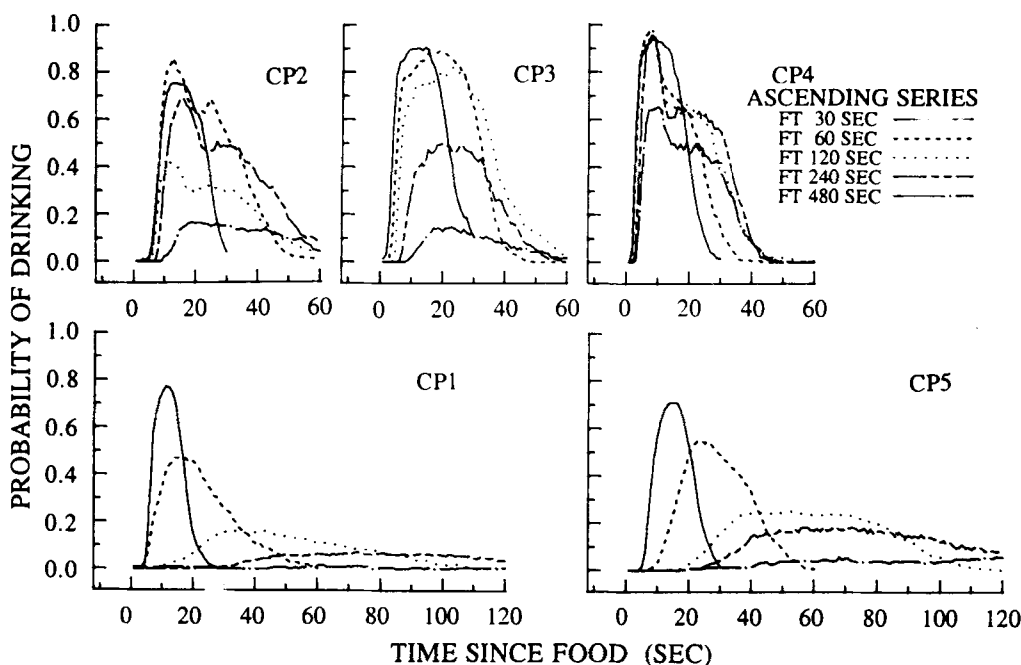 PROBABILITY OF DRINKING
1.0
0.8
0.6
0.4
0.2
0.0
CP2
CP3
CP4
ASCENDING SERIES
FT 30 SEC
FT 60 SEC
FT 120 SEC
FT 240 SEC
FT 480 SEC
0 20 40 60
0 20 40 60
0 20 40 60
1.0
0.8
0.6
0.4
0.2
0.0
CP1
CP5
0 20 40 60 80 100 120
0 20 40 60 80 100 120
TIME SINCE FOOD (SEC)